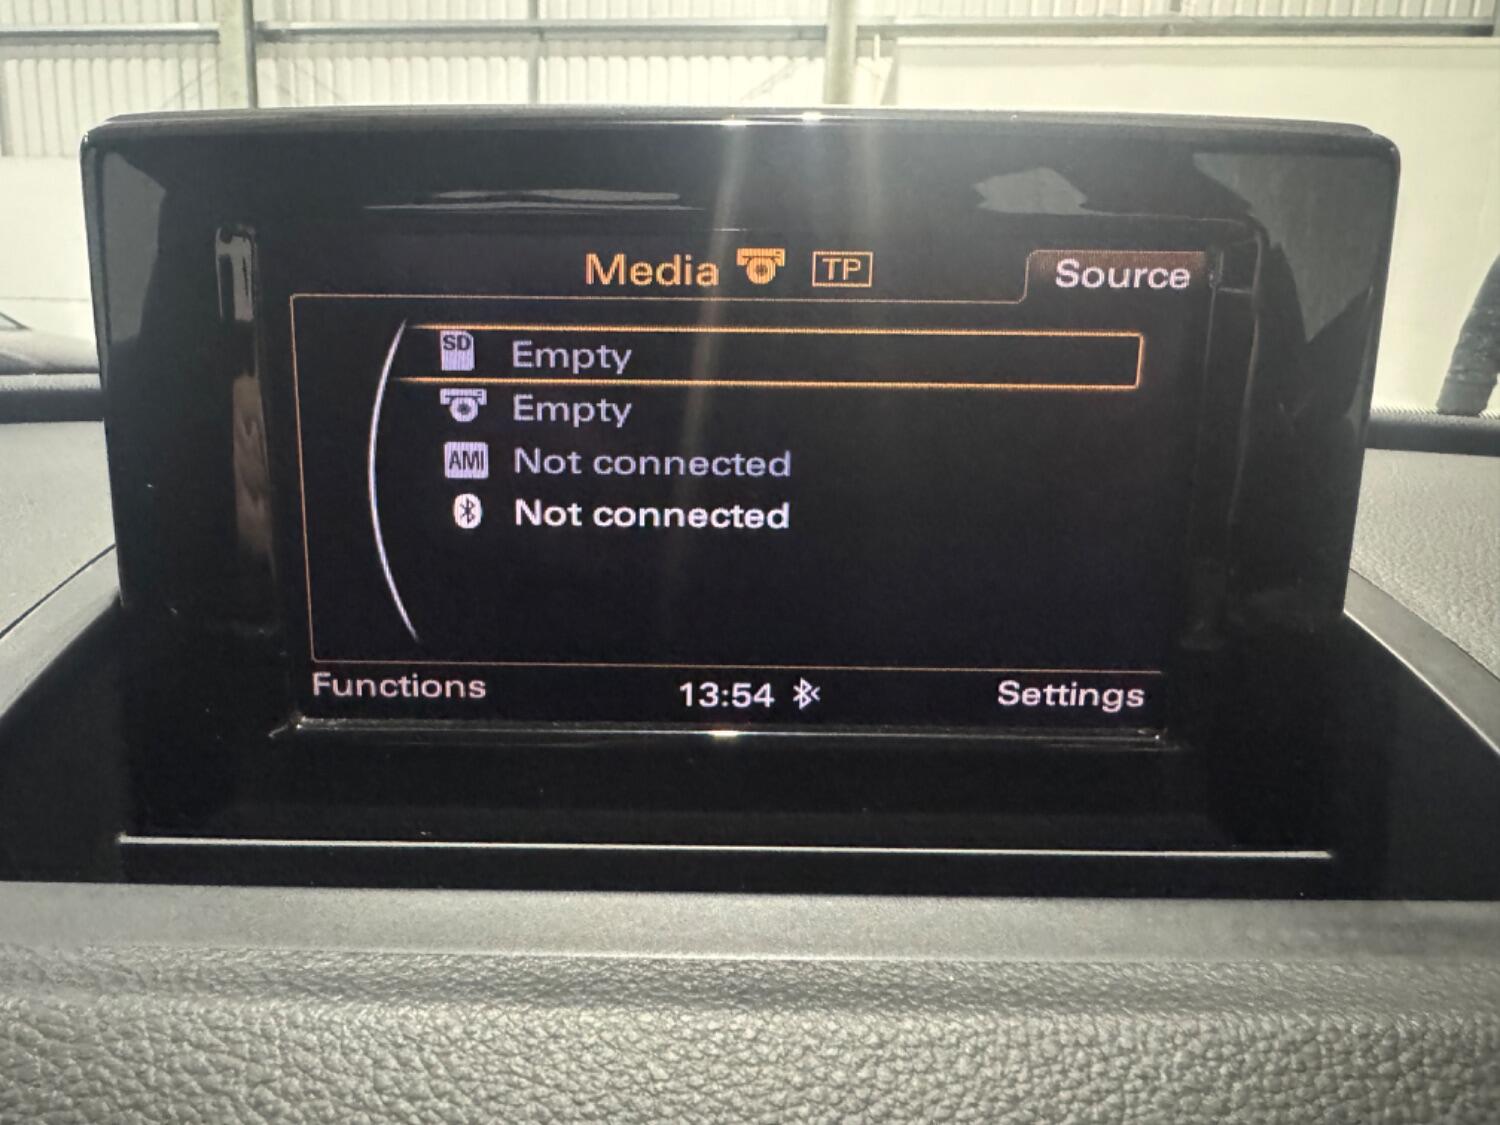 Media TP Source
SD Empty
Empty
AMI Not connected
Not connected
Functions 13:54 Settings